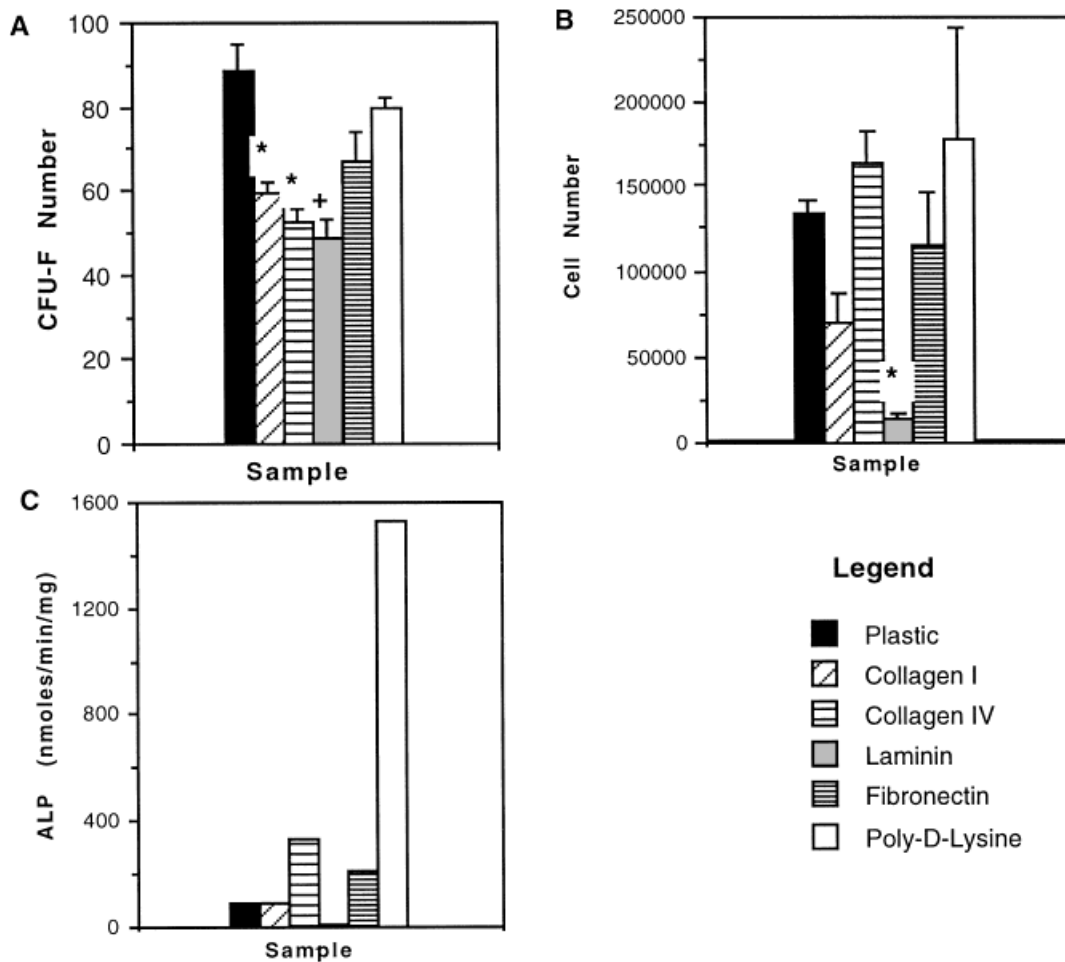 A
CFU-F Number
100
80
60
40
20
0
*
*
+
Sample
B
Cell Number
250000
200000
150000
100000
50000
0
*
Sample
C
ALP (nmoles/min/mg)
1600
1200
800
400
0
Sample
Legend
Plastic
Collagen I
Collagen IV
Laminin
Fibronectin
Poly-D-Lysine